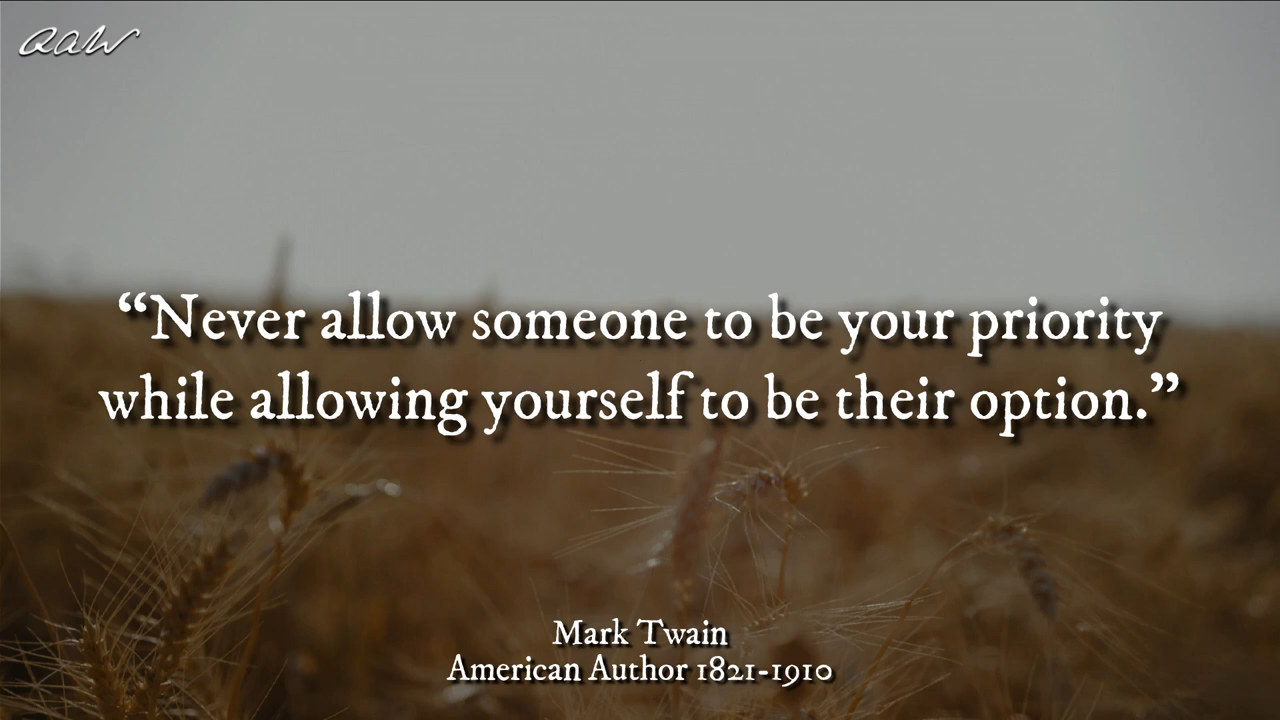 aaw
“Never allow someone to be your priority
while allowing yourself to be their option.”
Mark Twain
American Author 1821-1910